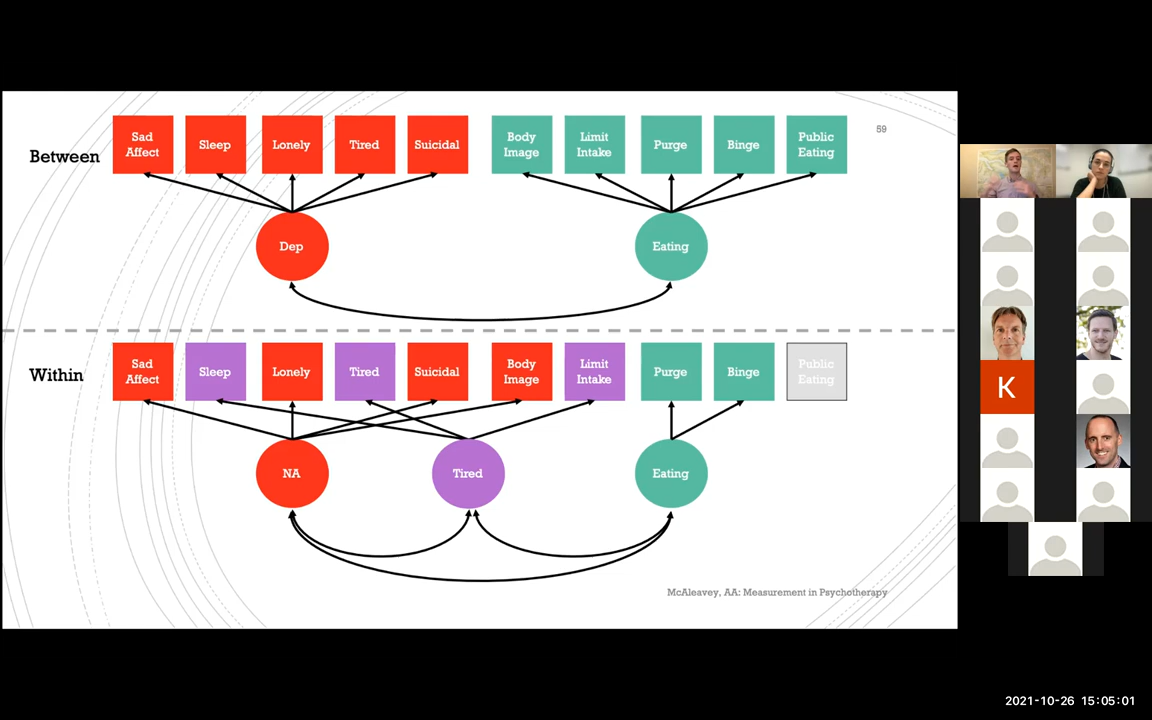 59
Between
Sad Affect
Sleep
Lonely
Tired
Suicidal
Body Image
Limit Intake
Purge
Binge
Public Eating
Dep
Eating
Within
Sad Affect
Sleep
Lonely
Tired
Suicidal
Body Image
Limit Intake
Purge
Binge
Public Eating
NA
Tired
Eating
McAleavey, AA: Measurement in Psychotherapy
K
2021-10-26 15:05:01